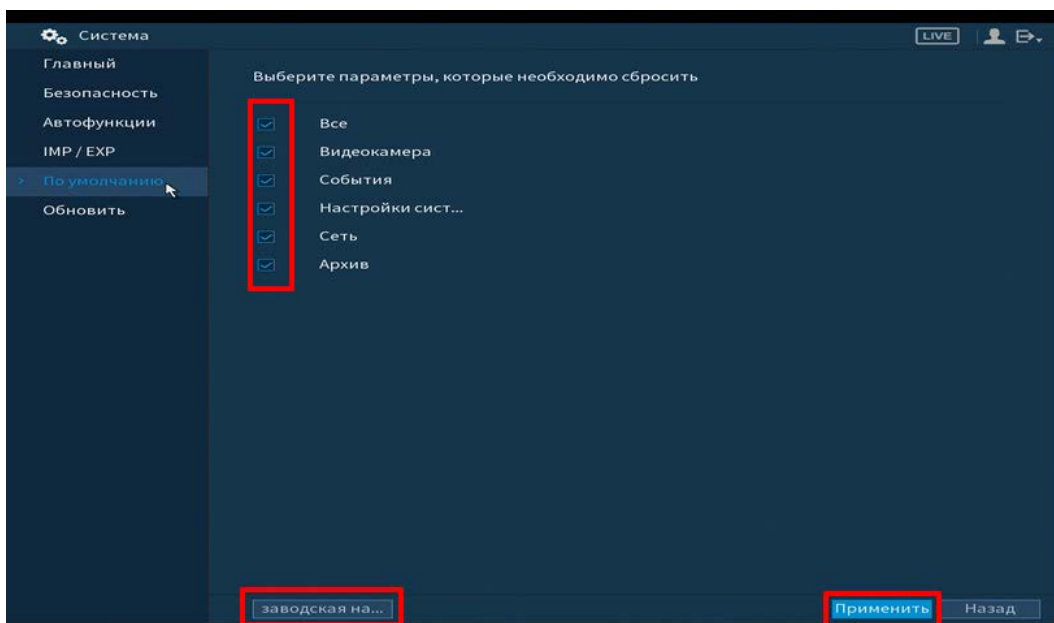 Система
LIVE
Главный
Безопасность
Автофункции
IMP / EXP
По умолчанию
Обновить
Выберите параметры, которые необходимо сбросить
Все
Видеокамера
События
Настройки сист...
Сеть
Архив
заводская на...
Применить
Назад